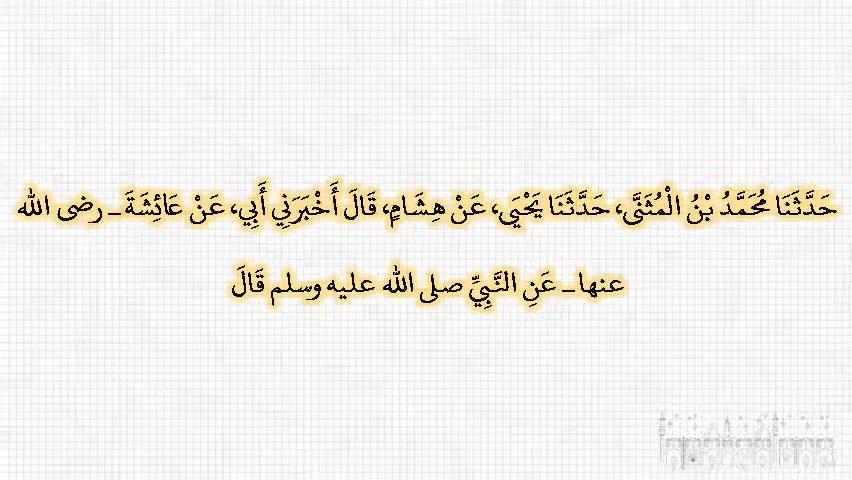 حَدَّثَنَا مُحَمَّدُ بْنُ الْمُثَنَّى، حَدَّثَنَا يَحْيَى، عَنْ هِشَامٍ، قَالَ أَخْبَرَنِي أَبِي، عَنْ عَائِشَةَ ـ رضى الله
عنها ـ عَنِ النَّبِيِّ صلى الله عليه وسلم قَالَ